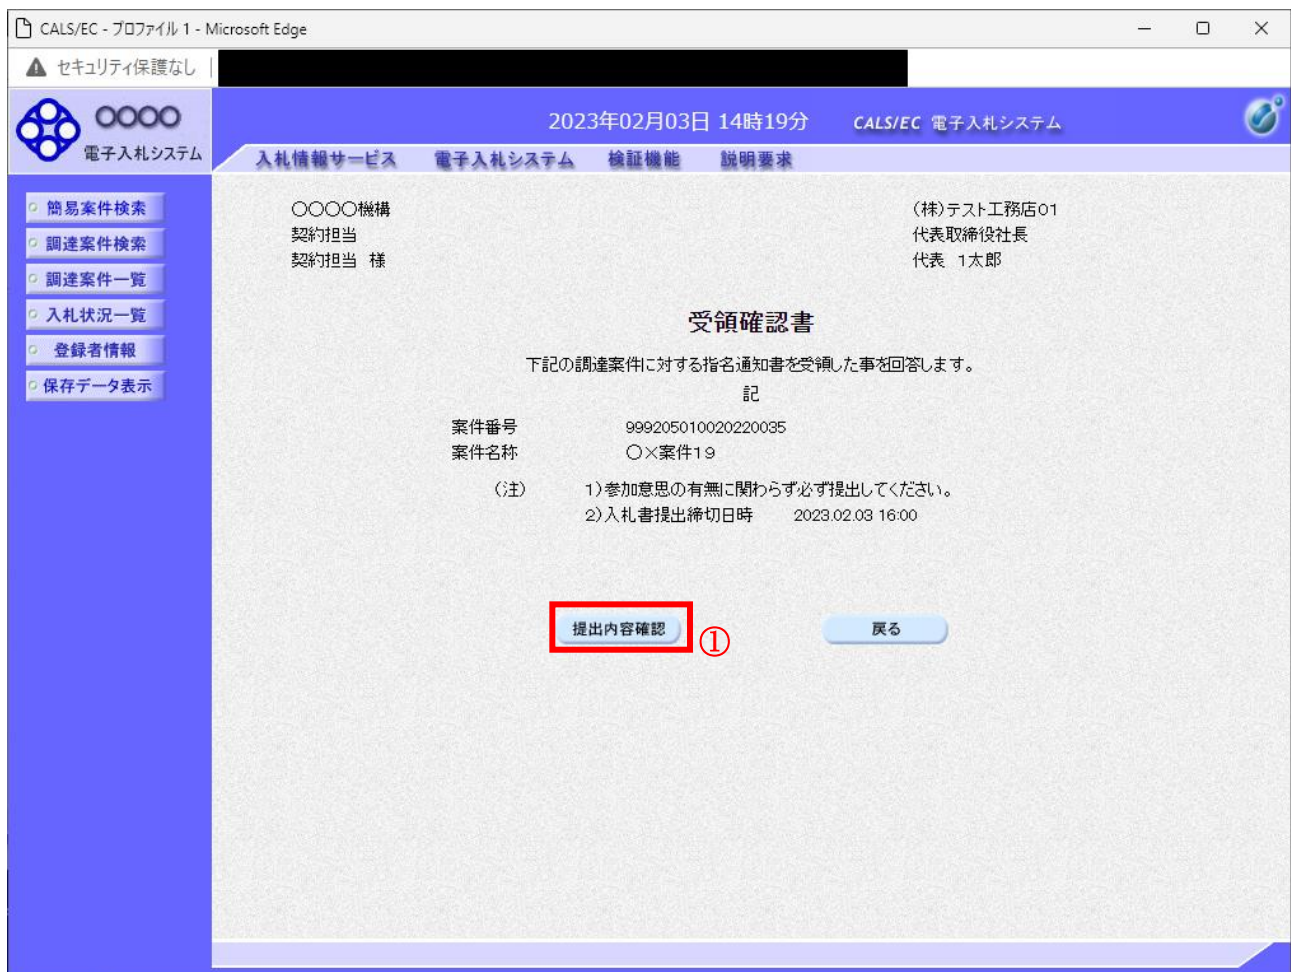 CALS/EC - プロファイル 1 - Microsoft Edge
セキュリティ保護なし
OOOO
電子入札システム
2023年02月03日 14時19分
CALS/EC 電子入札システム
入札情報サービス 電子入札システム 検証機能 説明要求
簡易案件検索
調達案件検索
調達案件一覧
入札状況一覧
登録者情報
保存データ表示
〇〇〇〇機構
契約担当
契約担当 様
(株)テスト工務店01
代表取締役社長
代表 1太郎
受領確認書
下記の調達案件に対する指名通知書を受領した事を回答します。
記
案件番号 999205010020220035
案件名称 〇×案件19
(注) 1)参加意思の有無に関わらず必ず提出してください。
2)入札書提出締切日時 2023.02.03 16:00
提出内容確認
①
戻る